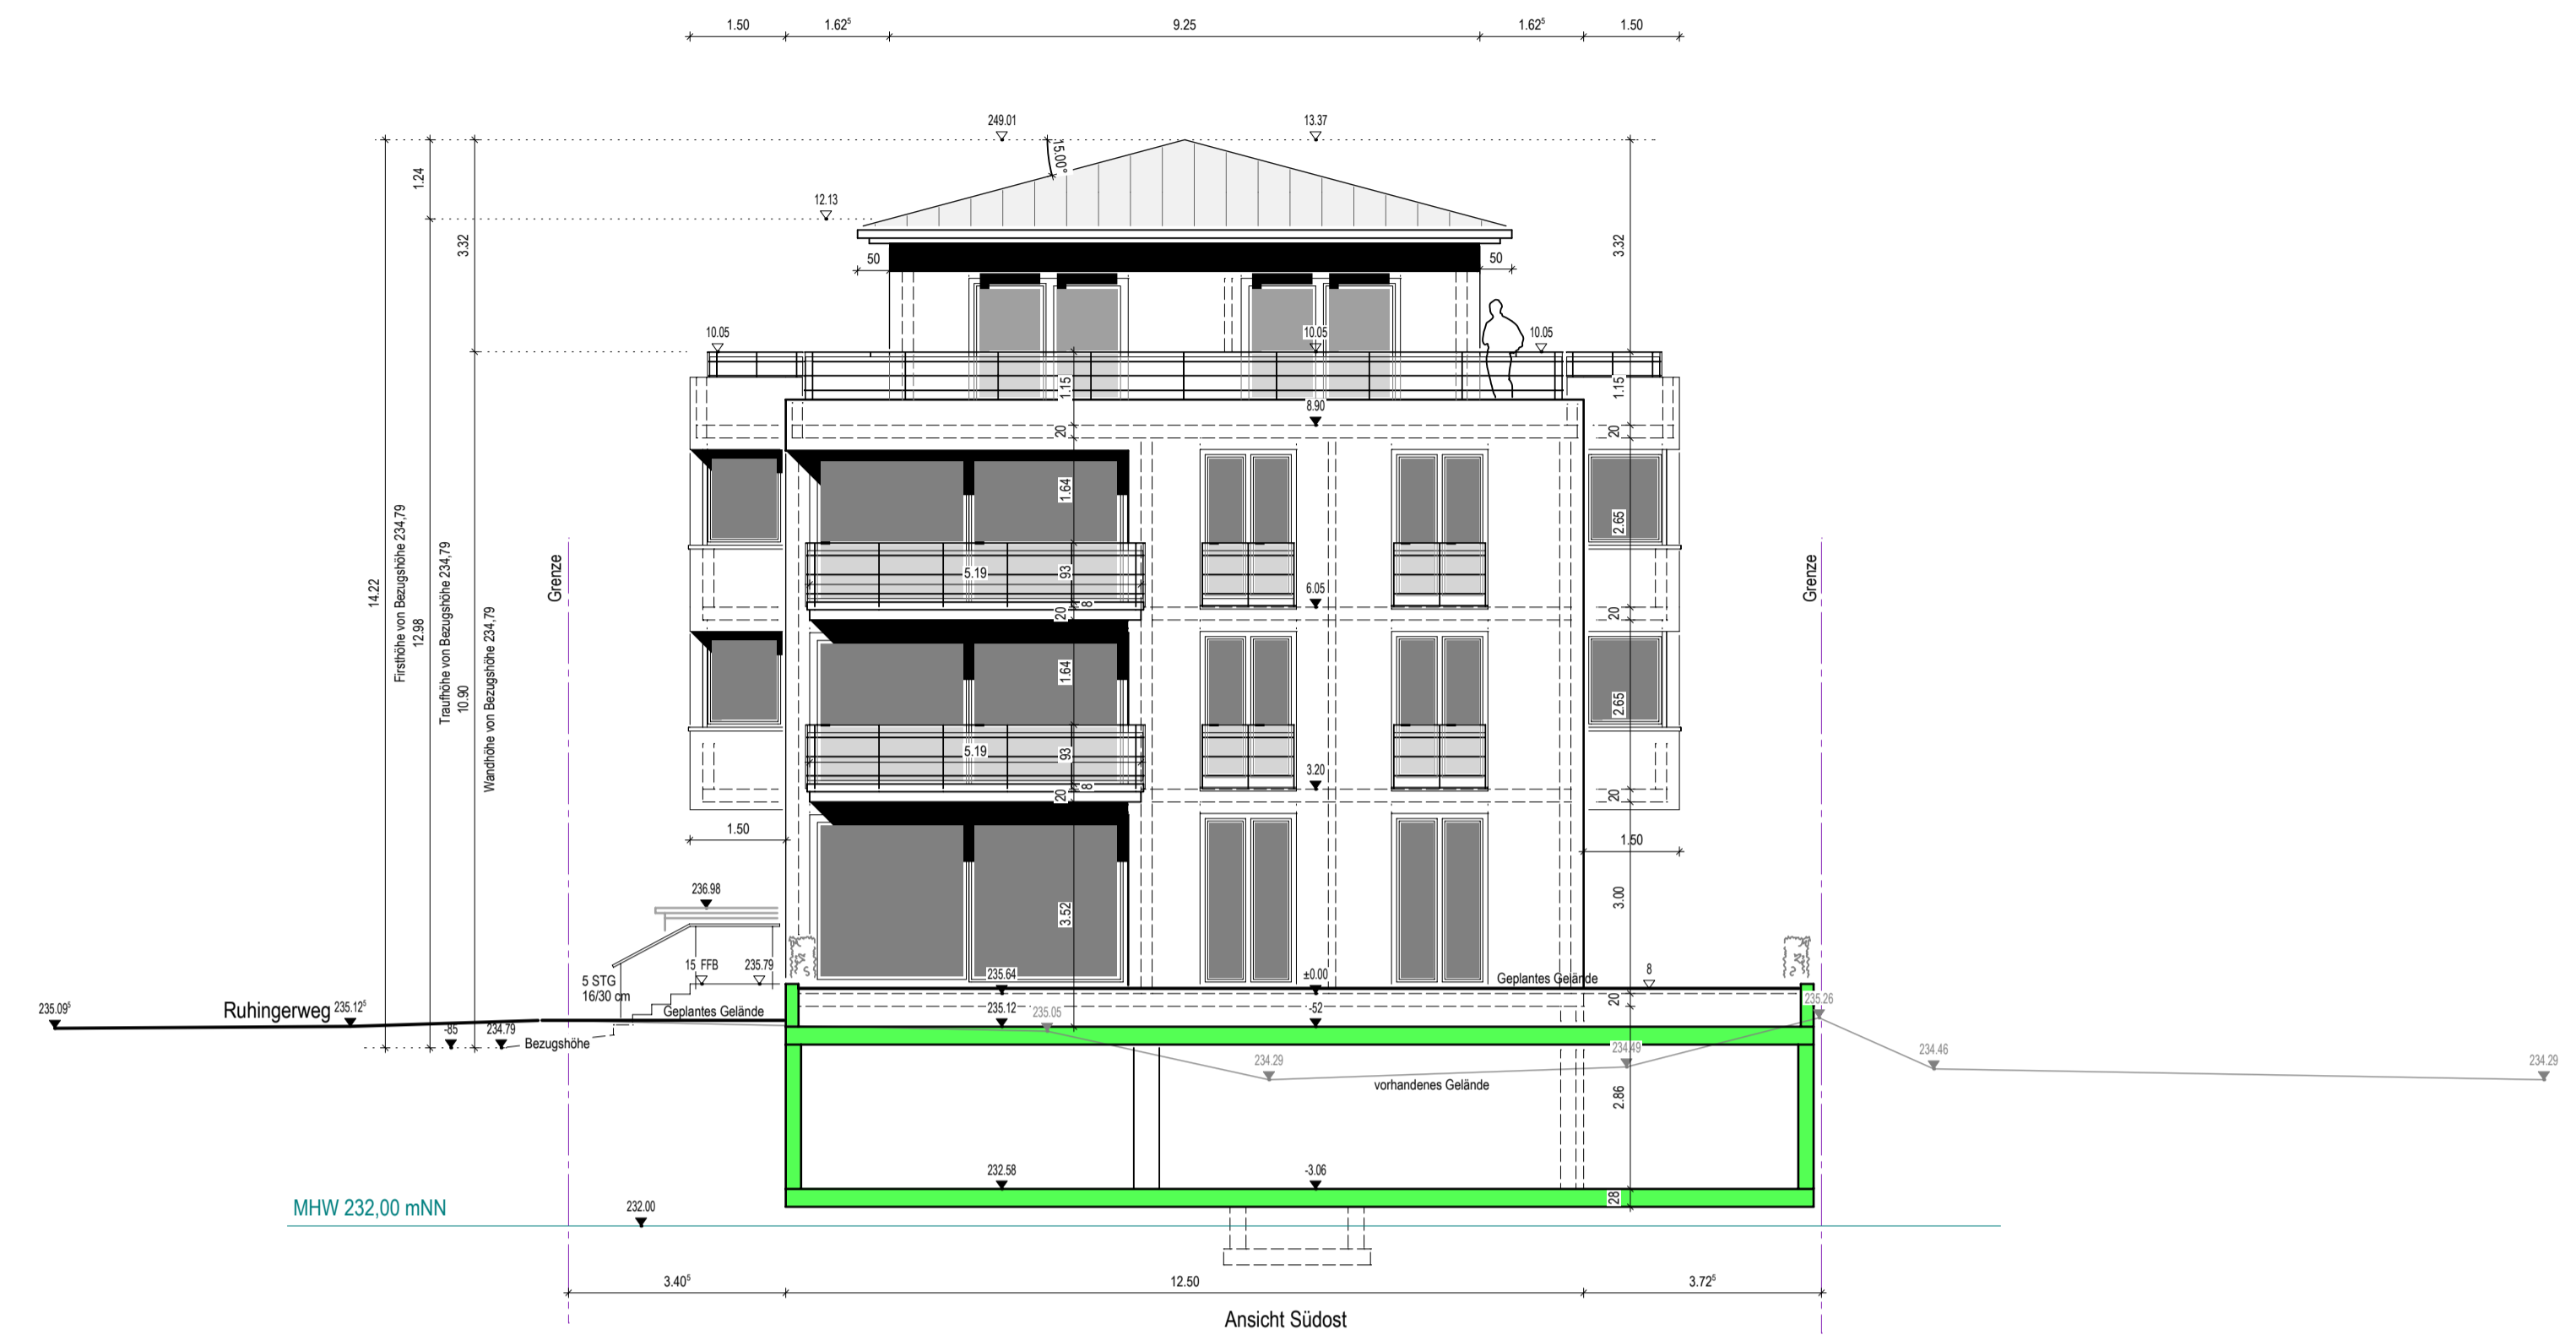 1.50 1.62⁵ 9.25 1.62⁵ 1.50
249.01 13.37
15.00°
1.24
12.13
3.32 3.32
50 50
10.05 10.05 10.05
1.15 1.15
8.90
20 20
1.64
2.65
14.22
Firsthöhe von Bezugshöhe 234,79
12.98
Traufhöhe von Bezugshöhe 234,79
10.90
Wandhöhe von Bezugshöhe 234,79
Grenze Grenze
5.19 93
6.05
8
20 20
1.64
2.65
5.19 93
3.20
8
20 20
1.50 1.50
236.98
3.00
3.52
15 FFB 235.79
5 STG
16/30 cm
235.64 ±0.00 Geplantes Gelände 8
20 235.26
235.09⁵ Ruhingerweg 235.12⁵
Geplantes Gelände
235.12 235.05 -52
-85 234.79
Bezugshöhe
234.29 234.49 234.46 234.29
vorhandenes Gelände
2.86
232.58 -3.06
28
MHW 232,00 mNN
232.00
3.40⁵ 12.50 3.72⁵
Ansicht Südost